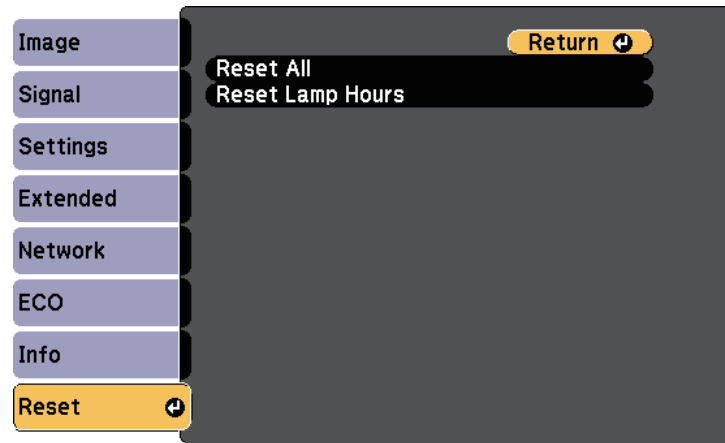 Image
Signal
Settings
Extended
Network
ECO
Info
Reset
Return
Reset All
Reset Lamp Hours